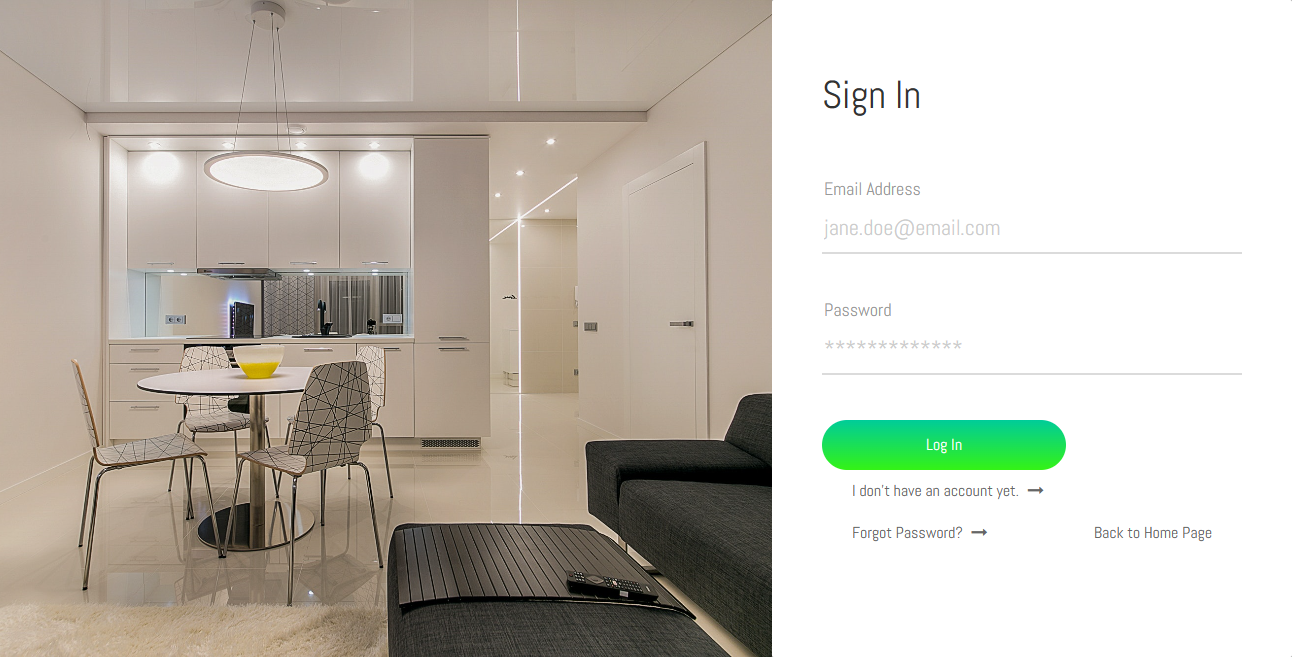 Sign In
Email Address
jane.doe@email.com
Password
*************
Log In
I don't have an account yet. →
Forgot Password? → Back to Home Page